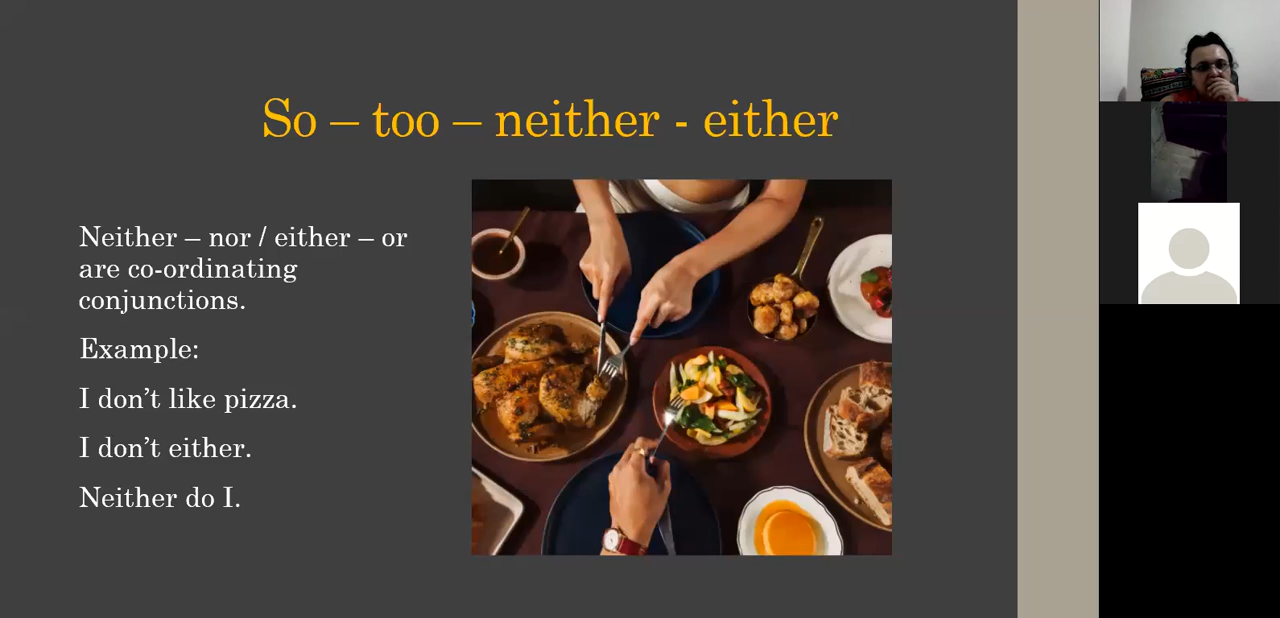 So – too – neither - either
Neither – nor / either – or
are co-ordinating
conjunctions.
Example:
I don’t like pizza.
I don’t either.
Neither do I.